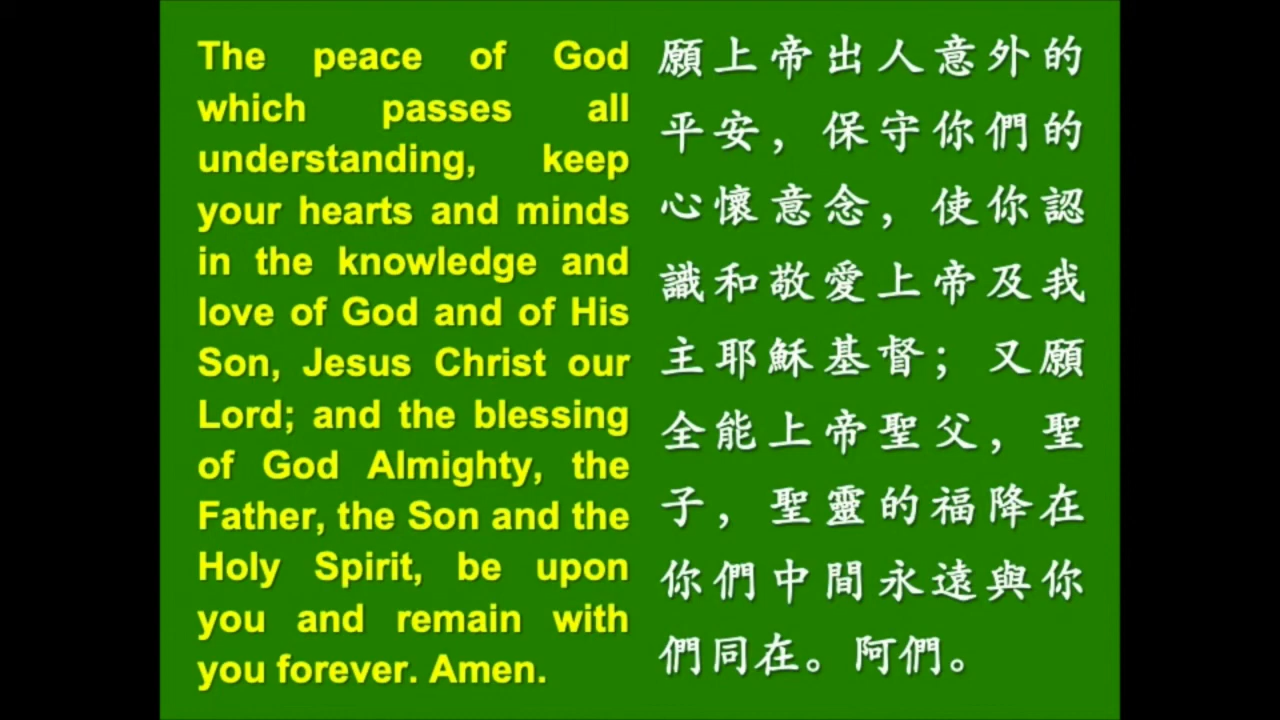 The peace of God
which passes all
understanding, keep
your hearts and minds
in the knowledge and
love of God and of His
Son, Jesus Christ our
Lord; and the blessing
of God Almighty, the
Father, the Son and the
Holy Spirit, be upon
you and remain with
you forever. Amen.
願上帝出人意外的
平安，保守你們的
心懷意念，使你認
識和敬愛上帝及我
主耶穌基督；又願
全能上帝聖父，聖
子，聖靈的福降在
你們中間永遠與你
們同在。阿們。